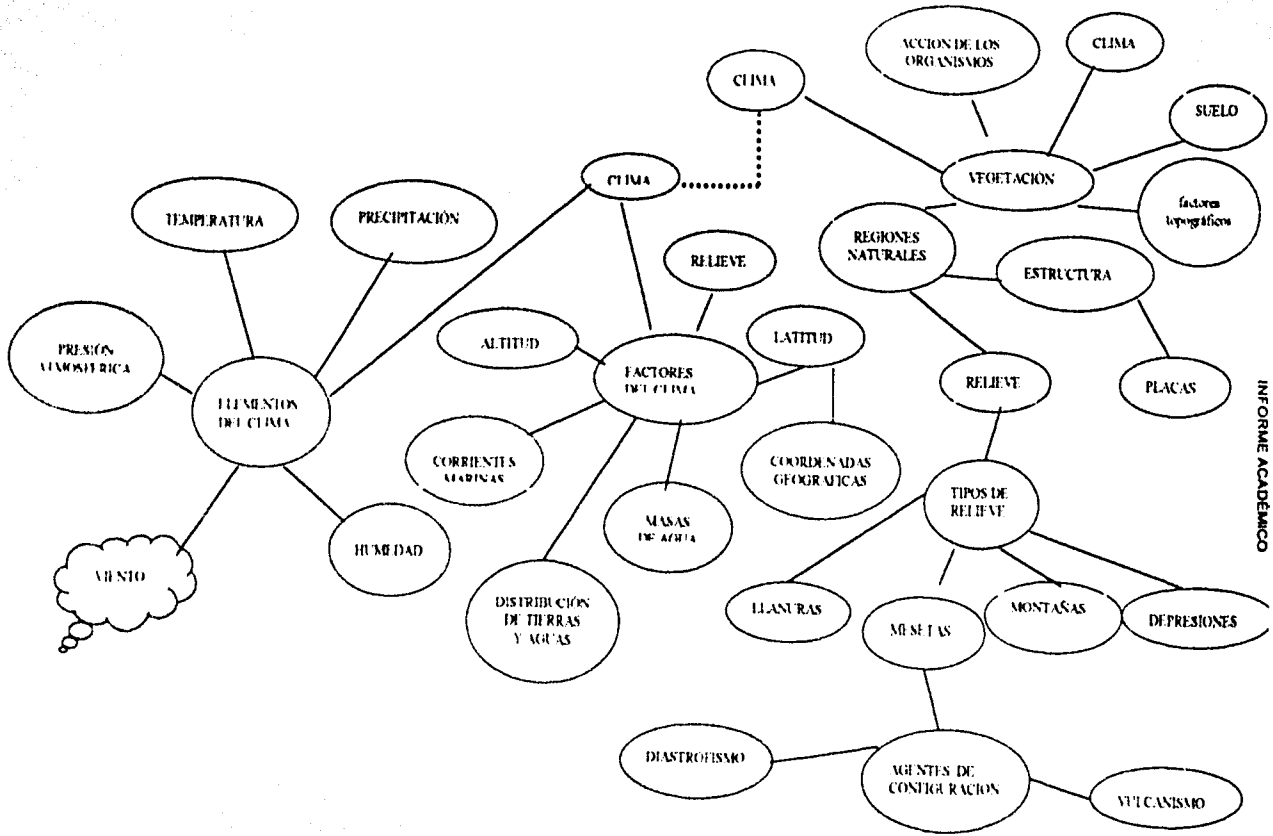 ACCION DE LOS
ORGANISMOS
CLIMA
CLIMA
SUELO
CLIMA
VEGETACIÓN
factores
topográficos
TEMPERATURA
PRECIPITACIÓN
REGIONES
NATURALES
ESTRUCTURA
RELIEVE
PRESIÓN
ATMOSFERICA
ALTITUD
LATITUD
FACTORES
DEL CLIMA
RELIEVE
PLACAS
ELEMENTOS
DEL CLIMA
CORRIENTES
MARINAS
COORDENADAS
GEOGRAFICAS
TIPOS DE
RELIEVE
INFORME ACADÉMICO
MASAS
DE AGUA
HUMEDAD
VIENTO
DISTRIBUCIÓN
DE TIERRAS
Y AGUAS
LLANURAS
MESETAS
MONTAÑAS
DEPRESIONES
DIASTROFISMO
AGENTES DE
CONFIGURACION
VULCANISMO